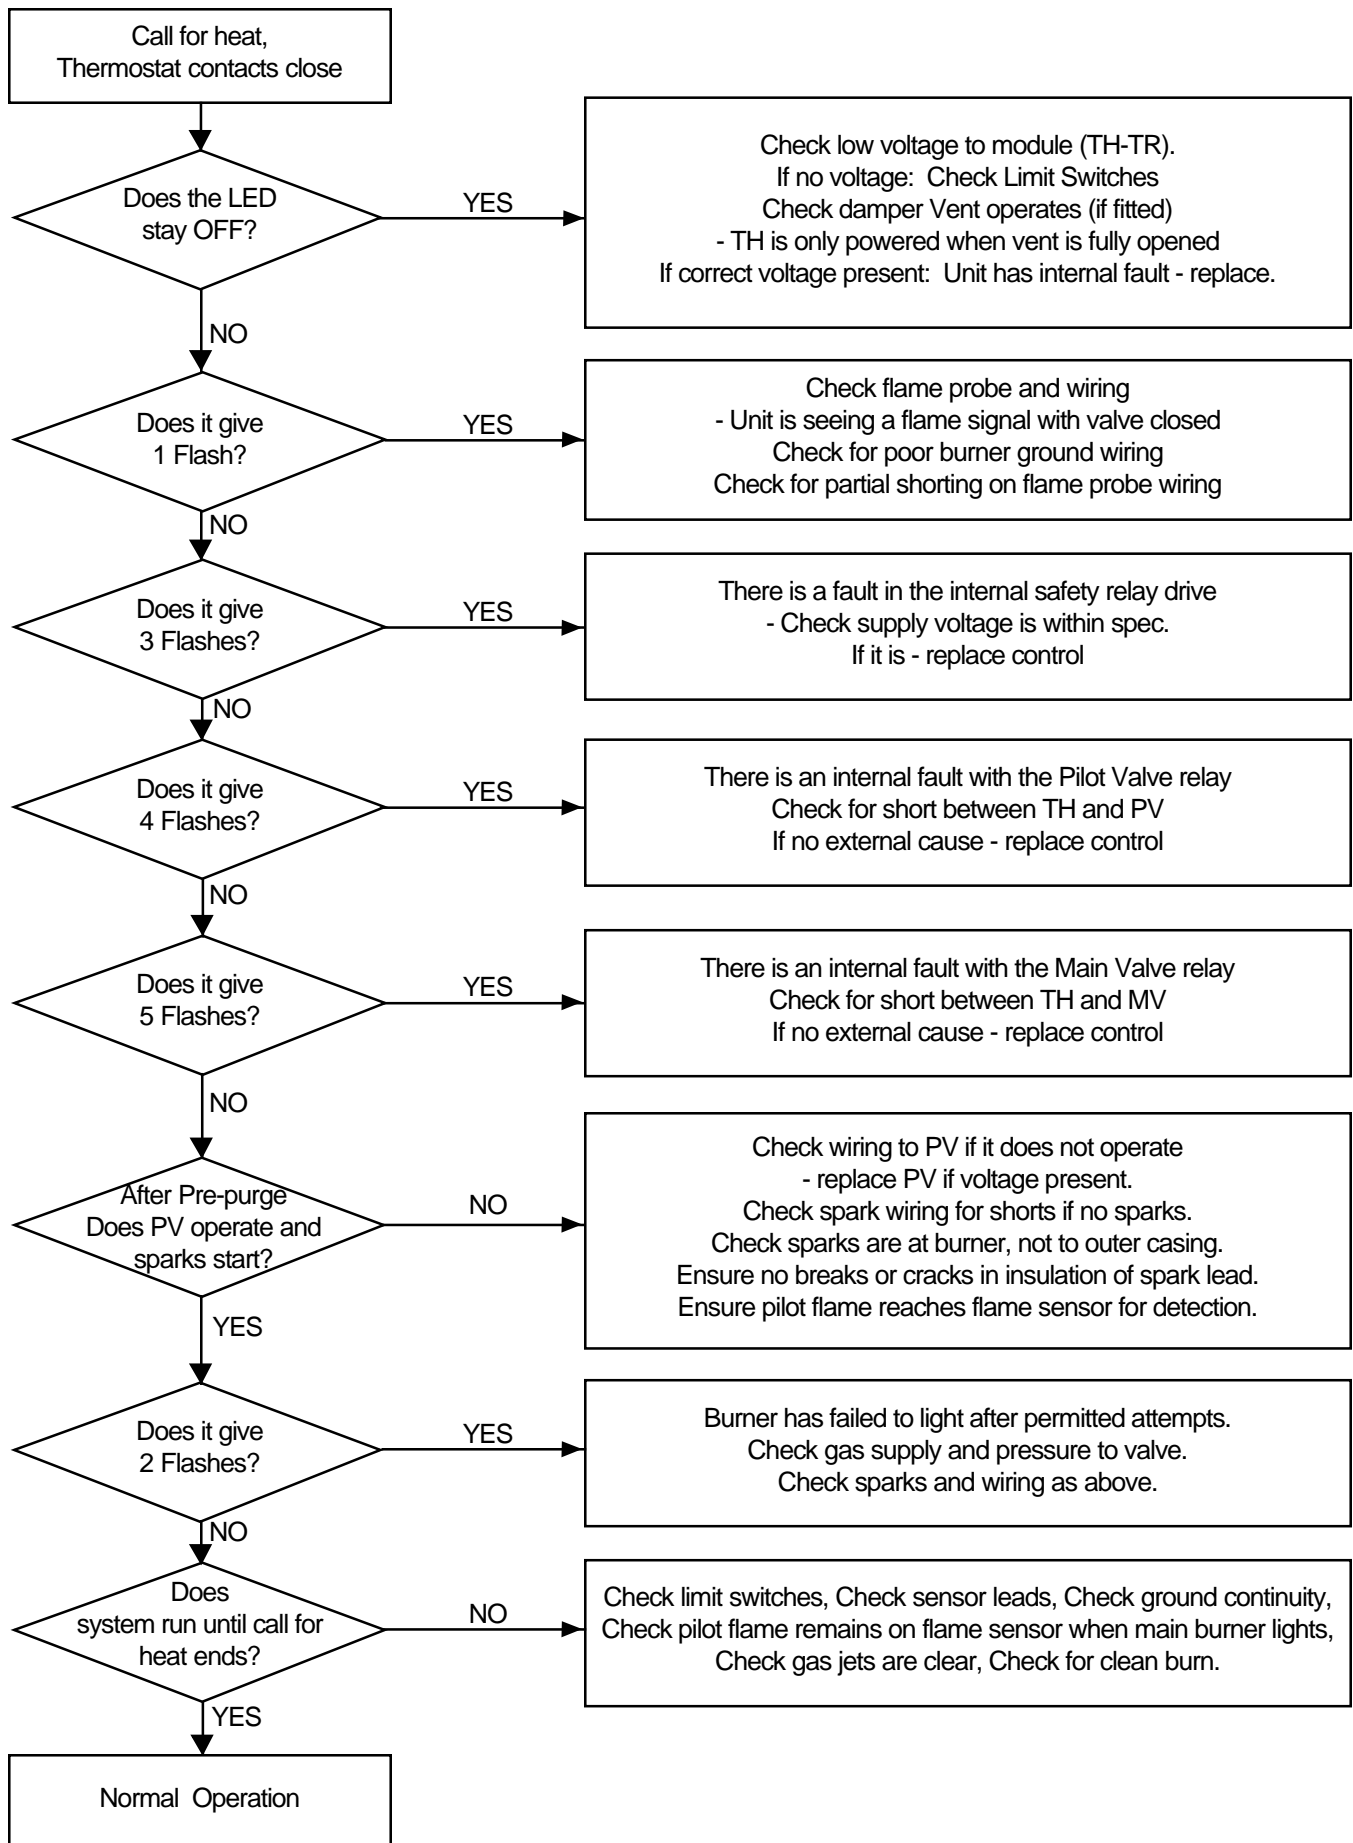 Call for heat,
Thermostat contacts close
Does the LED
stay OFF?
YES
Check low voltage to module (TH-TR).
If no voltage: Check Limit Switches
Check damper Vent operates (if fitted)
- TH is only powered when vent is fully opened
If correct voltage present: Unit has internal fault - replace.
NO
Does it give
1 Flash?
YES
Check flame probe and wiring
- Unit is seeing a flame signal with valve closed
Check for poor burner ground wiring
Check for partial shorting on flame probe wiring
NO
Does it give
3 Flashes?
YES
There is a fault in the internal safety relay drive
- Check supply voltage is within spec.
If it is - replace control
NO
Does it give
4 Flashes?
YES
There is an internal fault with the Pilot Valve relay
Check for short between TH and PV
If no external cause - replace control
NO
Does it give
5 Flashes?
YES
There is an internal fault with the Main Valve relay
Check for short between TH and MV
If no external cause - replace control
NO
After Pre-purge
Does PV operate and
sparks start?
NO
Check wiring to PV if it does not operate
- replace PV if voltage present.
Check spark wiring for shorts if no sparks.
Check sparks are at burner, not to outer casing.
Ensure no breaks or cracks in insulation of spark lead.
Ensure pilot flame reaches flame sensor for detection.
YES
Does it give
2 Flashes?
YES
Burner has failed to light after permitted attempts.
Check gas supply and pressure to valve.
Check sparks and wiring as above.
NO
Does
system run until call for
heat ends?
NO
Check limit switches, Check sensor leads, Check ground continuity,
Check pilot flame remains on flame sensor when main burner lights,
Check gas jets are clear, Check for clean burn.
YES
Normal Operation